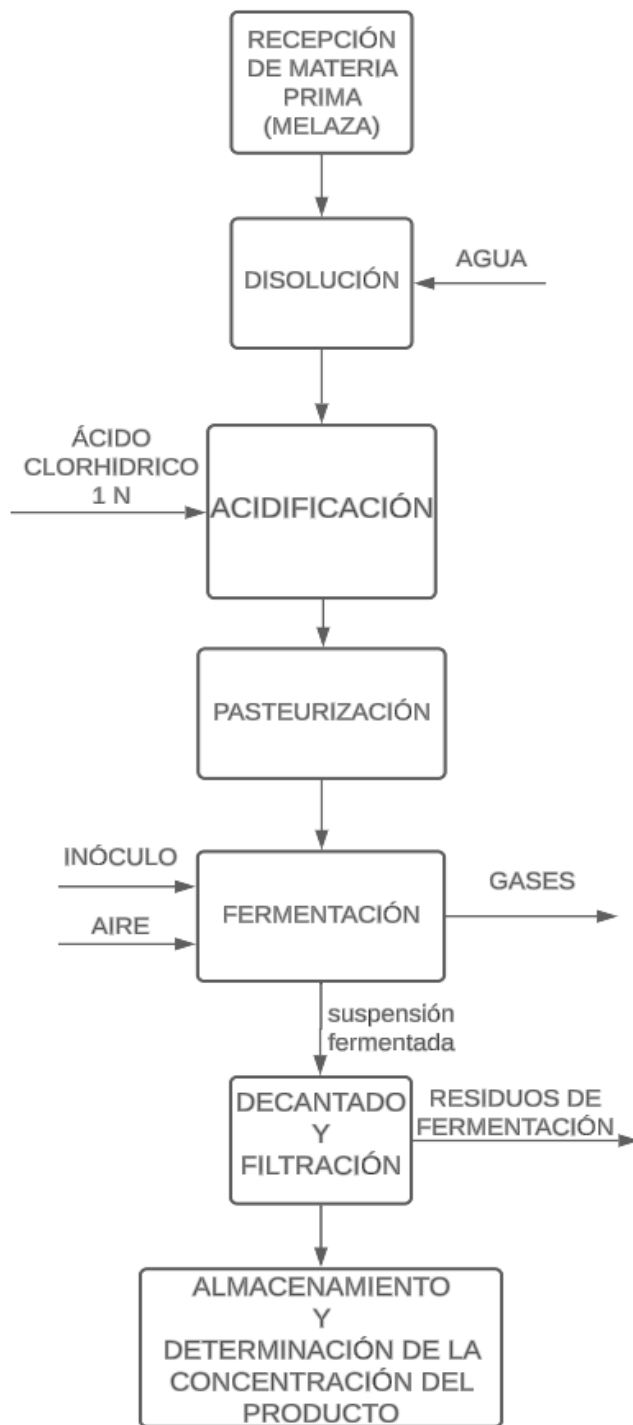 RECEPCIÓN
DE MATERIA
PRIMA
(MELAZA)
DISOLUCIÓN
AGUA
ÁCIDO
CLORHIDRICO
1 N
ACIDIFICACIÓN
PASTEURIZACIÓN
INÓCULO
AIRE
FERMENTACIÓN
GASES
suspensión
fermentada
DECANTADO
Y
FILTRACIÓN
RESIDUOS DE
FERMENTACIÓN
ALMACENAMIENTO
Y
DETERMINACIÓN DE LA
CONCENTRACIÓN DEL
PRODUCTO